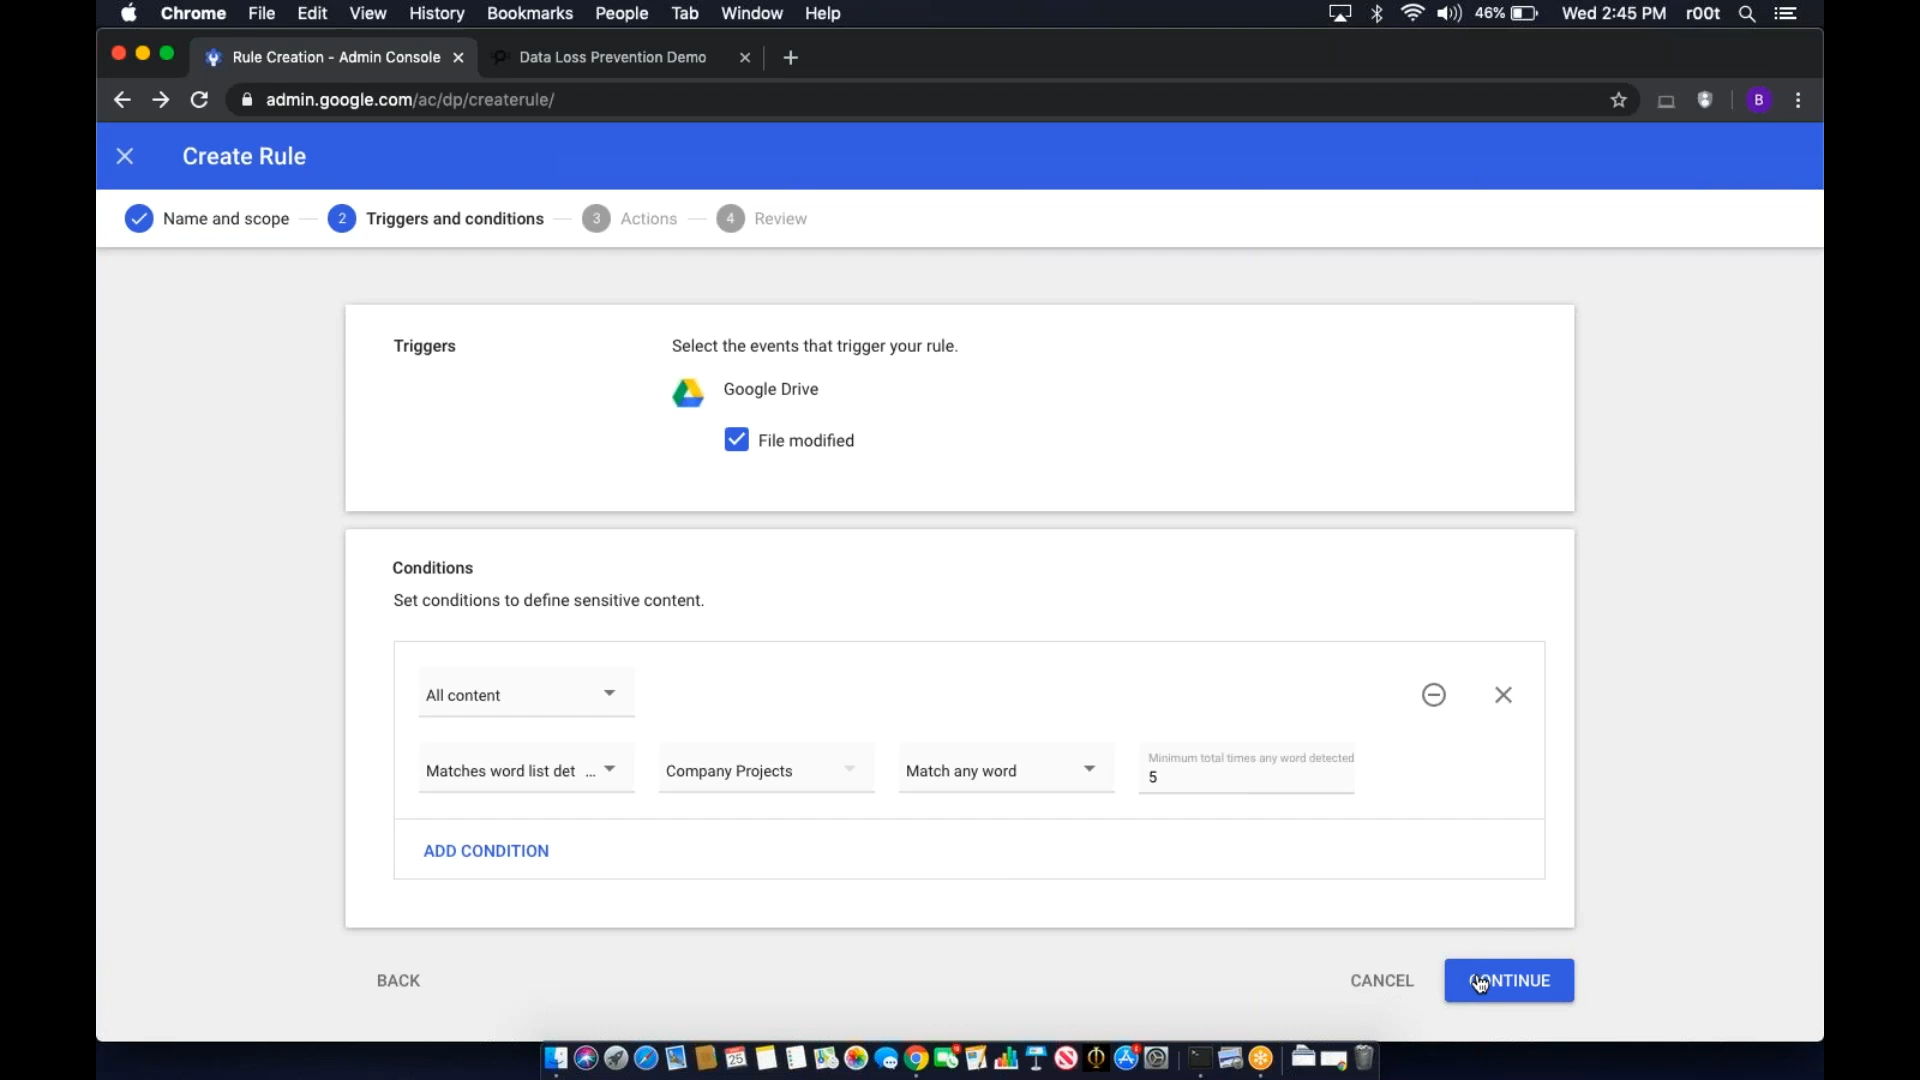 Chrome File Edit View History Bookmarks People Tab Window Help 46% Wed 2:45 PM r00t
Rule Creation - Admin Console Data Loss Prevention Demo
admin.google.com/ac/dp/createrule/ B
Create Rule
Name and scope 2 Triggers and conditions 3 Actions 4 Review
Triggers Select the events that trigger your rule.
Google Drive
File modified
Conditions
Set conditions to define sensitive content.
All content
Matches word list det ... Company Projects Match any word Minimum total times any word detected
5
ADD CONDITION
BACK CANCEL CONTINUE
25